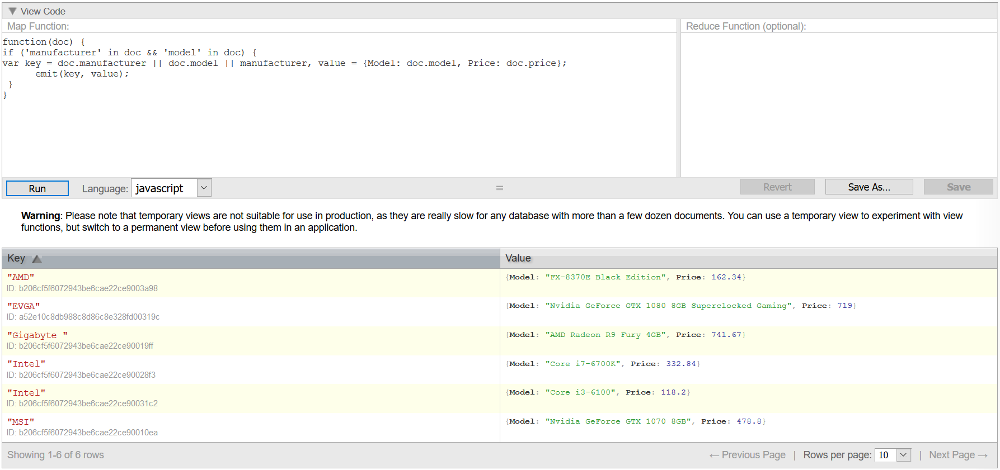 View Code
Map Function:
Reduce Function (optional):
function(doc) {
if ('manufacturer' in doc && 'model' in doc) {
var key = doc.manufacturer || doc.model || manufacturer, value = {Model: doc.model, Price: doc.price};
emit(key, value);
}
}
Run Language: javascript = Revert Save As... Save
Warning: Please note that temporary views are not suitable for use in production, as they are really slow for any database with more than a few dozen documents. You can use a temporary view to experiment with view
functions, but switch to a permanent view before using them in an application.
Key Value
"AMD" {Model: "FX-8370E Black Edition", Price: 162.34}
ID: b206cf5f6072943be6cae22ce9003a98
"EVGA" {Model: "Nvidia GeForce GTX 1080 8GB Superclocked Gaming", Price: 719}
ID: a52e10c8db988c8d86c8e328fd00319c
"Gigabyte " {Model: "AMD Radeon R9 Fury 4GB", Price: 741.67}
ID: b206cf5f6072943be6cae22ce90019ff
"Intel" {Model: "Core i7-6700K", Price: 332.84}
ID: b206cf5f6072943be6cae22ce90028f3
"Intel" {Model: "Core i3-6100", Price: 118.2}
ID: b206cf5f6072943be6cae22ce90031c2
"MSI" {Model: "Nvidia GeForce GTX 1070 8GB", Price: 478.8}
ID: b206cf5f6072943be6cae22ce90010ea
Showing 1-6 of 6 rows ← Previous Page | Rows per page: 10 | Next Page →